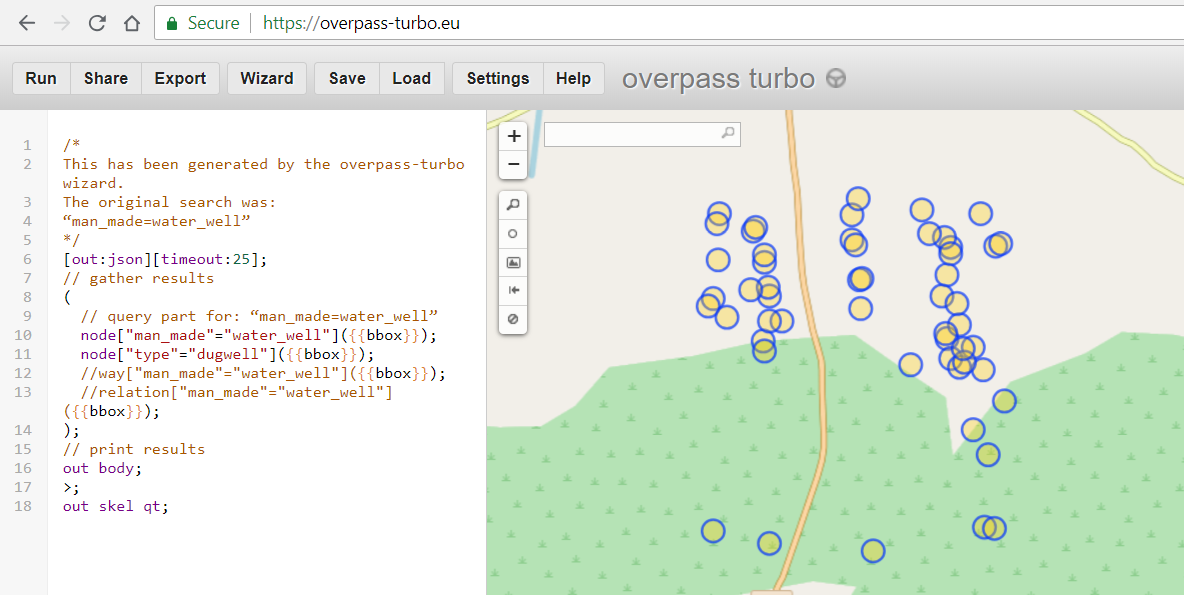 Secure https://overpass-turbo.eu
Run Share Export Wizard Save Load Settings Help overpass turbo
+
−
1 /*
2 This has been generated by the overpass-turbo
wizard.
3 The original search was:
4 “man_made=water_well”
5 */
6 [out:json][timeout:25];
7 // gather results
8 (
9 // query part for: “man_made=water_well”
10 node["man_made"="water_well"]({{bbox}});
11 node["type"="dugwell"]({{bbox}});
12 //way["man_made"="water_well"]({{bbox}});
13 //relation["man_made"="water_well"]
({{bbox}});
14 );
15 // print results
16 out body;
17 >;
18 out skel qt;